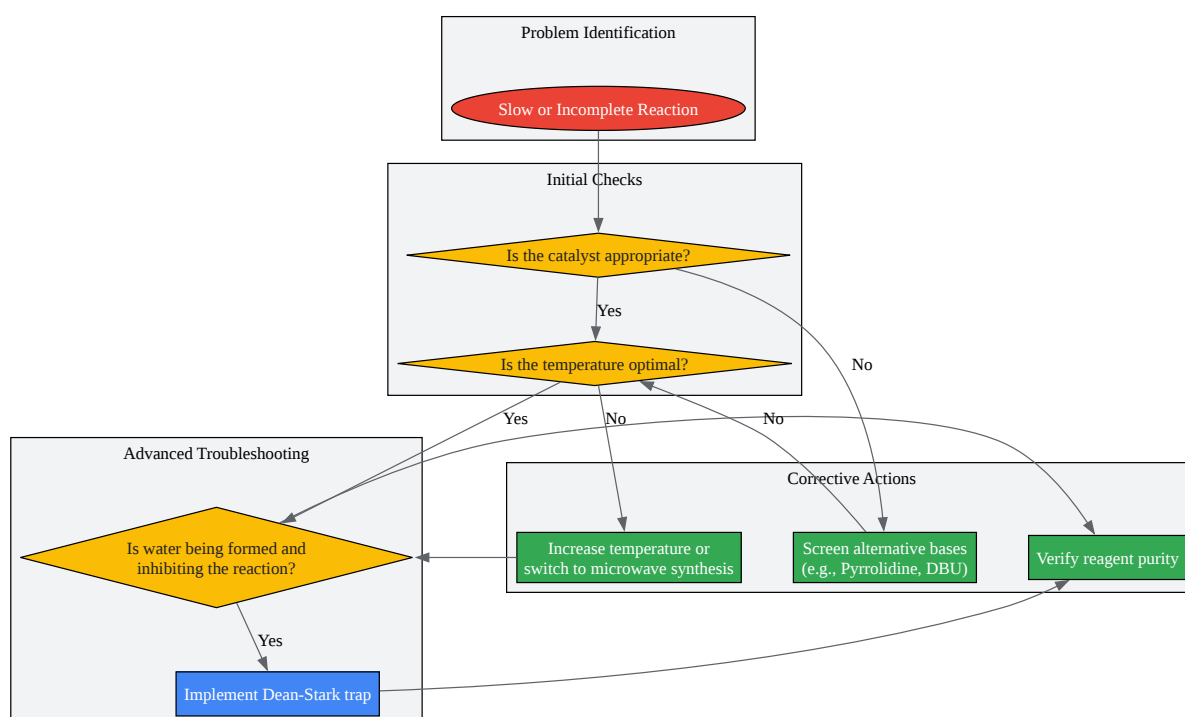 Problem Identification
Slow or Incomplete Reaction
Initial Checks
Is the catalyst appropriate?
Yes
Is the temperature optimal?
No
Yes
No
No
Advanced Troubleshooting
Corrective Actions
Is water being formed and
inhibiting the reaction?
Increase temperature or
switch to microwave synthesis
Screen alternative bases
(e.g., Pyrrolidine, DBU)
Verify reagent purity
Yes
Implement Dean-Stark trap